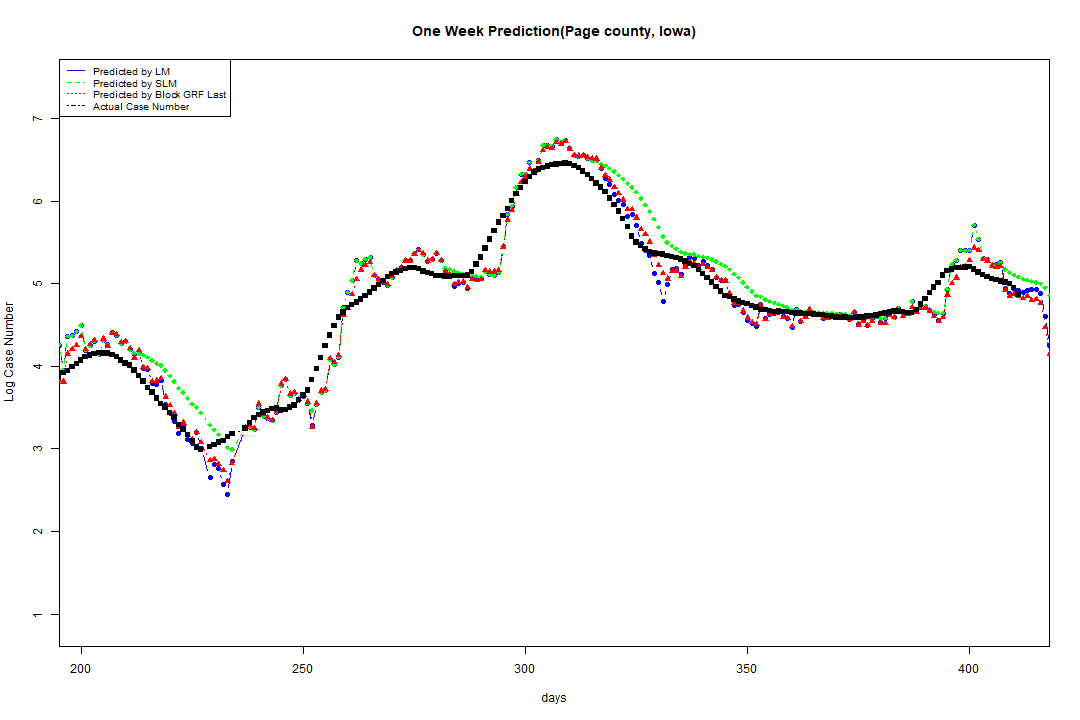 One Week Prediction(Page county, Iowa)
Predicted by LM
Predicted by SLM
Predicted by Block GRF Last
Actual Case Number
7
6
5
4
3
2
1
Log Case Number
200 250 300 350 400
days